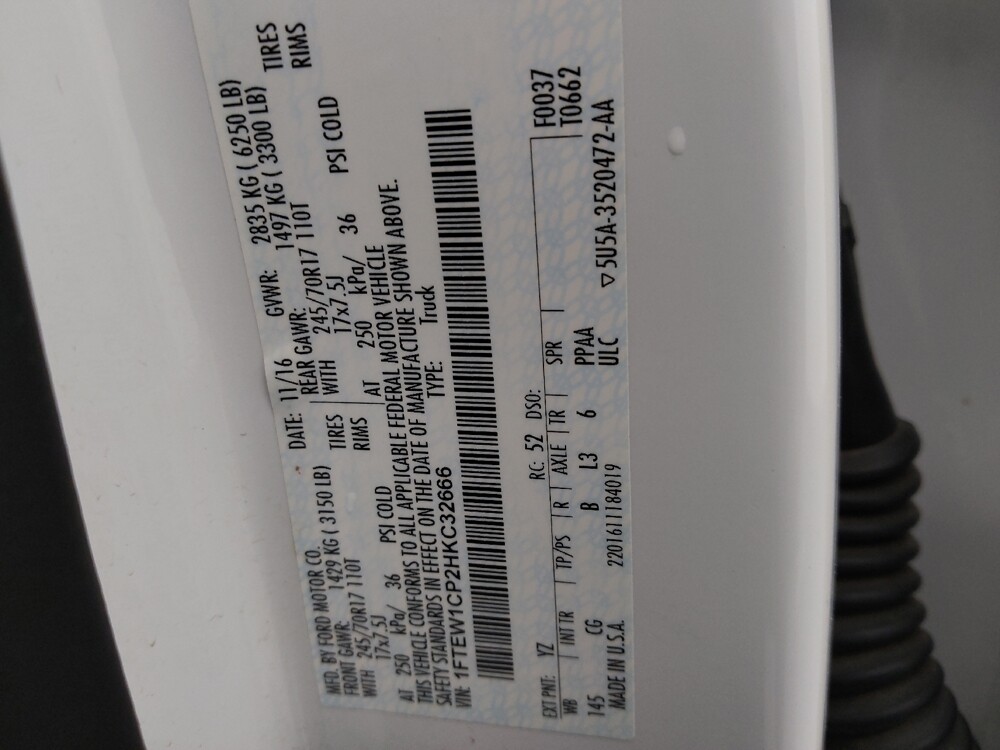 MFD. BY FORD MOTOR CO. DATE: 11/16 GVWR: 2835 KG ( 6250 LB)
FRONT GAWR: 1429 KG ( 3150 LB) REAR GAWR: 1497 KG ( 3300 LB)
WITH 245/70R17 110T TIRES WITH 245/70R17 110T TIRES
17x7.5J RIMS 17x7.5J RIMS
AT 250 kPa/ 36 PSI COLD AT 250 kPa/ 36 PSI COLD
THIS VEHICLE CONFORMS TO ALL APPLICABLE FEDERAL MOTOR VEHICLE
SAFETY STANDARDS IN EFFECT ON THE DATE OF MANUFACTURE SHOWN ABOVE.
VIN: 1FTEW1CP2HKC32666 TYPE: Truck
EXT PNT: YZ RC: 52 DSO: F0037
WB INT TR TP/PS R AXLE TR SPR T0662
145 CG B L3 6 PPAA
MADE IN U.S.A. 2201611184019 ULC ▽5U5A-3520472-AA